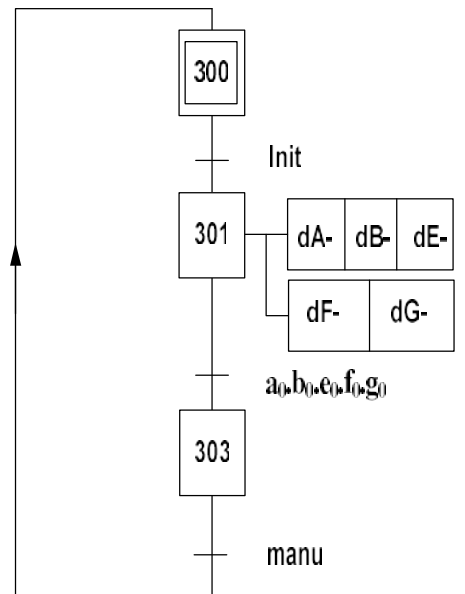 300
Init
301
dA- dB- dE-
dF- dG-
a₀.b₀.e₀.f₀.g₀
303
manu